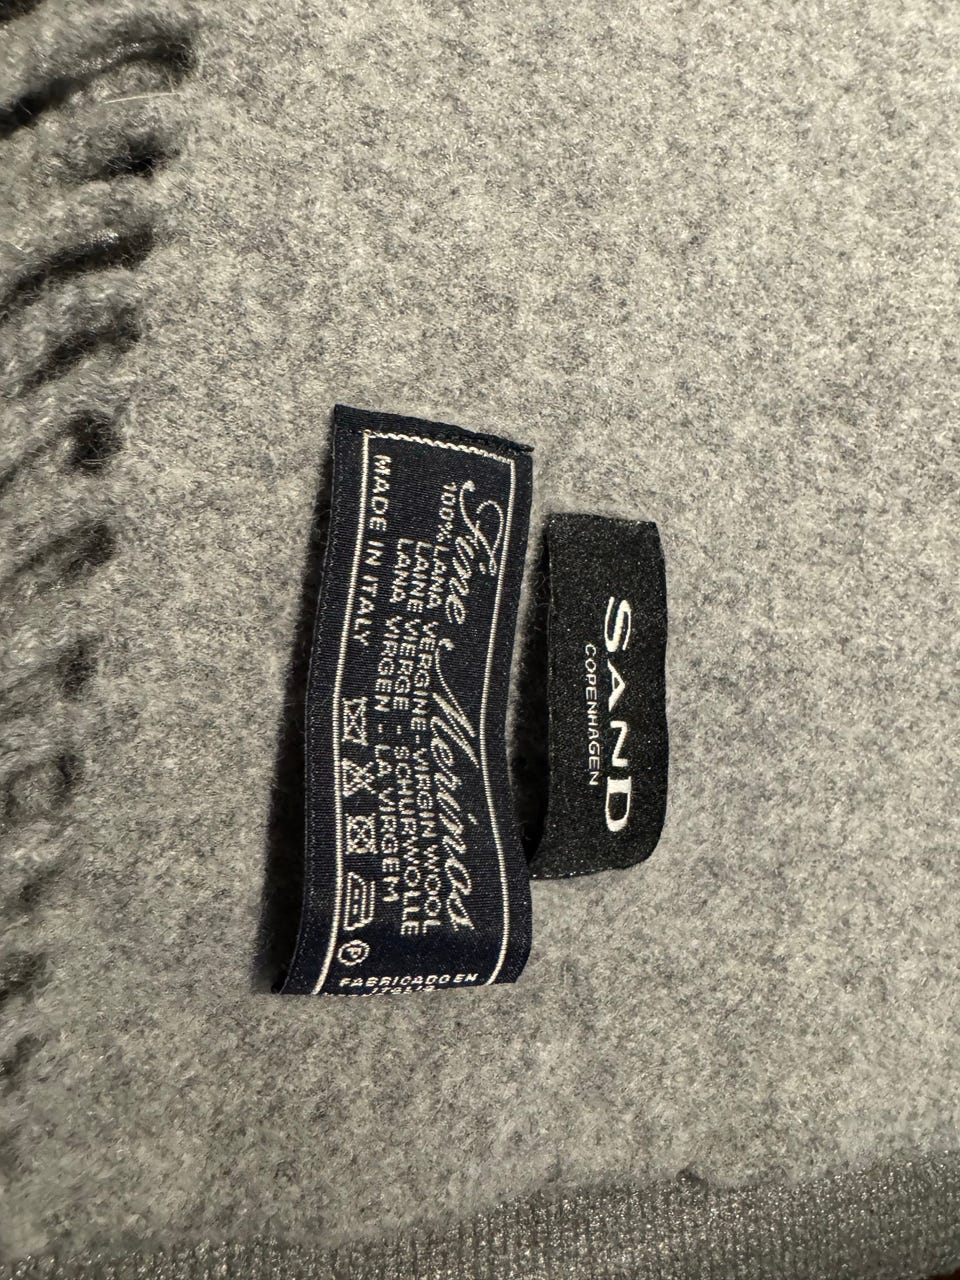 Fine Merinos
100% LANA VERGINE-VIRGIN WOOL
LAINE VIERGE - SCHURWOLLE
LANA VIRGEN - LA VIRGEM
MADE IN ITALY
P
FABRICADO EN
ITALIA
SAND
COPENHAGEN